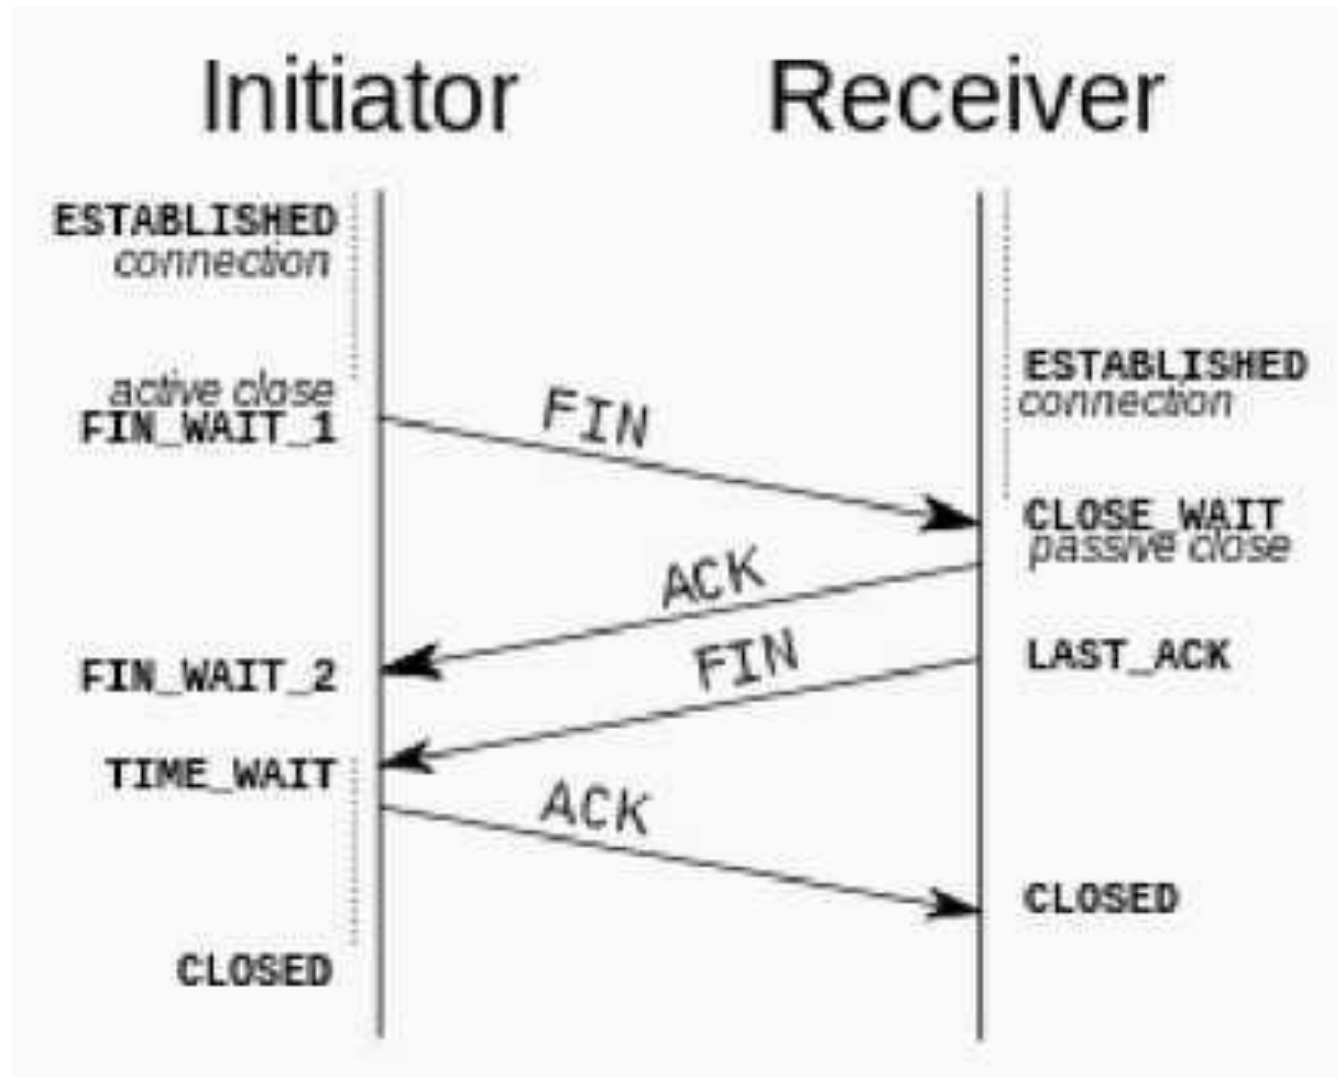 Initiator
Receiver
ESTABLISHED
connection
active close
FIN_WAIT_1
FIN
ESTABLISHED
connection
CLOSE_WAIT
passive close
ACK
FIN_WAIT_2
FIN
LAST_ACK
TIME_WAIT
ACK
CLOSED
CLOSED